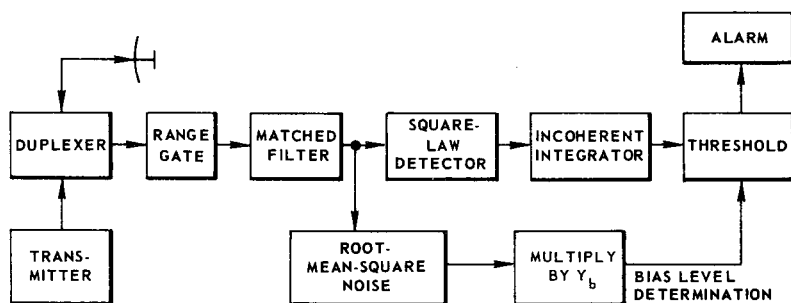 ALARM
DUPLEXER
RANGE
GATE
MATCHED
FILTER
SQUARE-
LAW
DETECTOR
INCOHERENT
INTEGRATOR
THRESHOLD
TRANS-
MITTER
ROOT-
MEAN-SQUARE
NOISE
MULTIPLY
BY Y_b
BIAS LEVEL
DETERMINATION